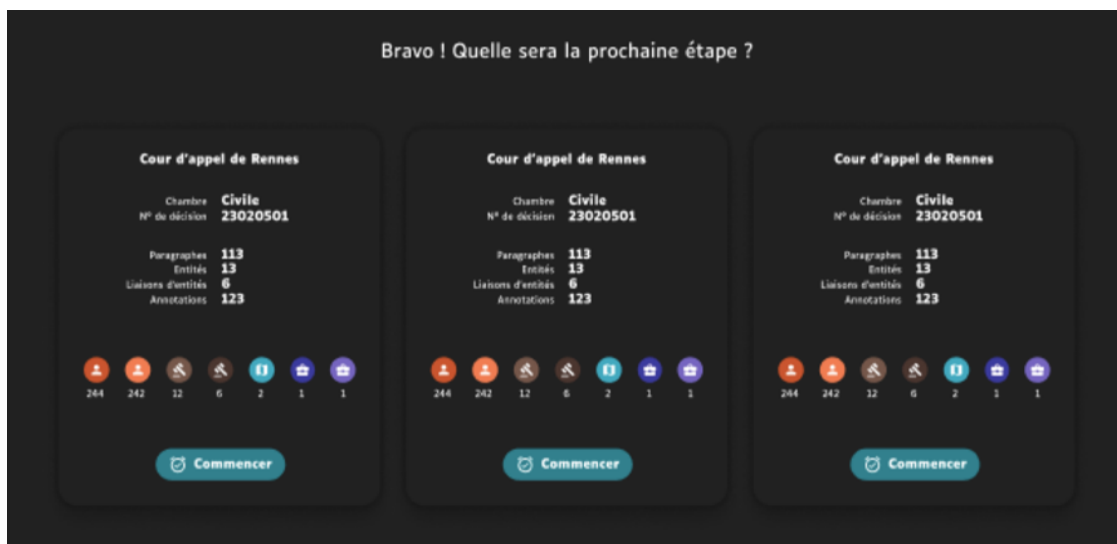 Bravo ! Quelle sera la prochaine étape ?
Cour d'appel de Rennes
Chambre Civile
Nº de décision 23020501
Paragraphes 113
Entités 13
Liaisons d'entités 6
Annotations 123
244 242 12 6 2 1 1
Commencer
Cour d'appel de Rennes
Chambre Civile
Nº de décision 23020501
Paragraphes 113
Entités 13
Liaisons d'entités 6
Annotations 123
244 242 12 6 2 1 1
Commencer
Cour d'appel de Rennes
Chambre Civile
Nº de décision 23020501
Paragraphes 113
Entités 13
Liaisons d'entités 6
Annotations 123
244 242 12 6 2 1 1
Commencer